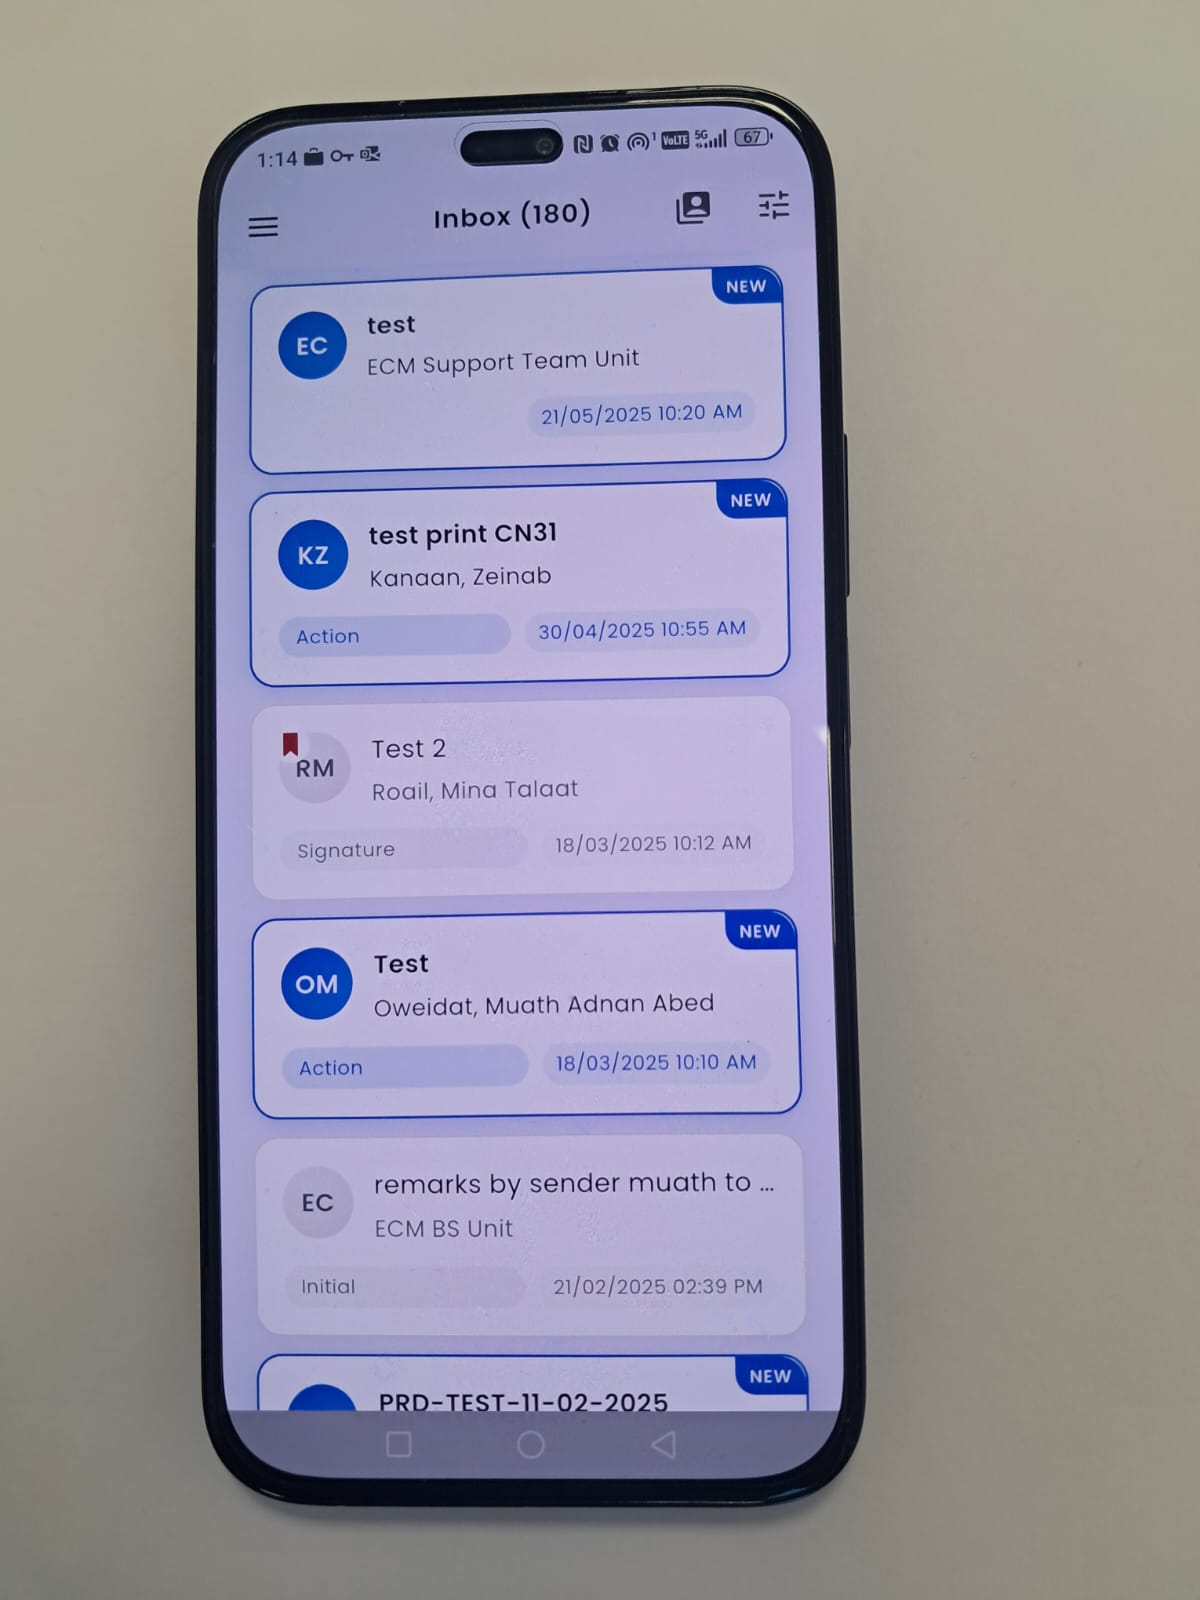 1:14
VoLTE 5G 67
Inbox (180)
NEW
EC
test
ECM Support Team Unit
21/05/2025 10:20 AM
NEW
KZ
test print CN31
Kanaan, Zeinab
Action
30/04/2025 10:55 AM
RM
Test 2
Roail, Mina Talaat
Signature
18/03/2025 10:12 AM
NEW
OM
Test
Oweidat, Muath Adnan Abed
Action
18/03/2025 10:10 AM
EC
remarks by sender muath to ...
ECM BS Unit
Initial
21/02/2025 02:39 PM
NEW
PRD-TEST-11-02-2025